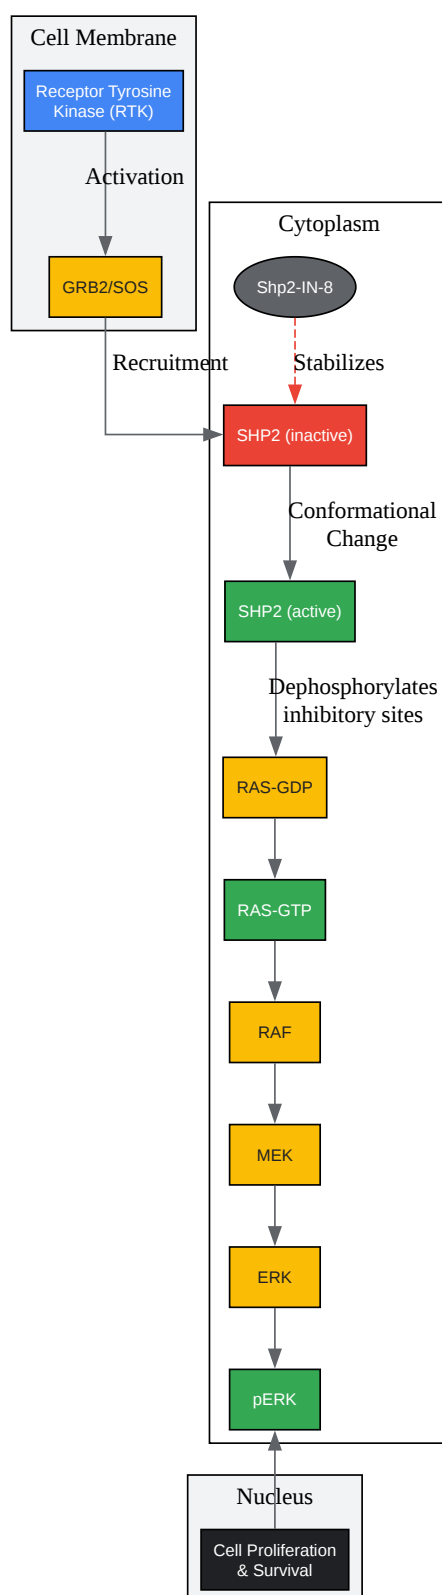 Cell Membrane
Receptor Tyrosine
Kinase (RTK)
Activation
GRB2/SOS
Recruitment
Cytoplasm
Shp2-IN-8
Stabilizes
SHP2 (inactive)
Conformational
Change
SHP2 (active)
Dephosphorylates
inhibitory sites
RAS-GDP
RAS-GTP
RAF
MEK
ERK
pERK
Nucleus
Cell Proliferation
& Survival